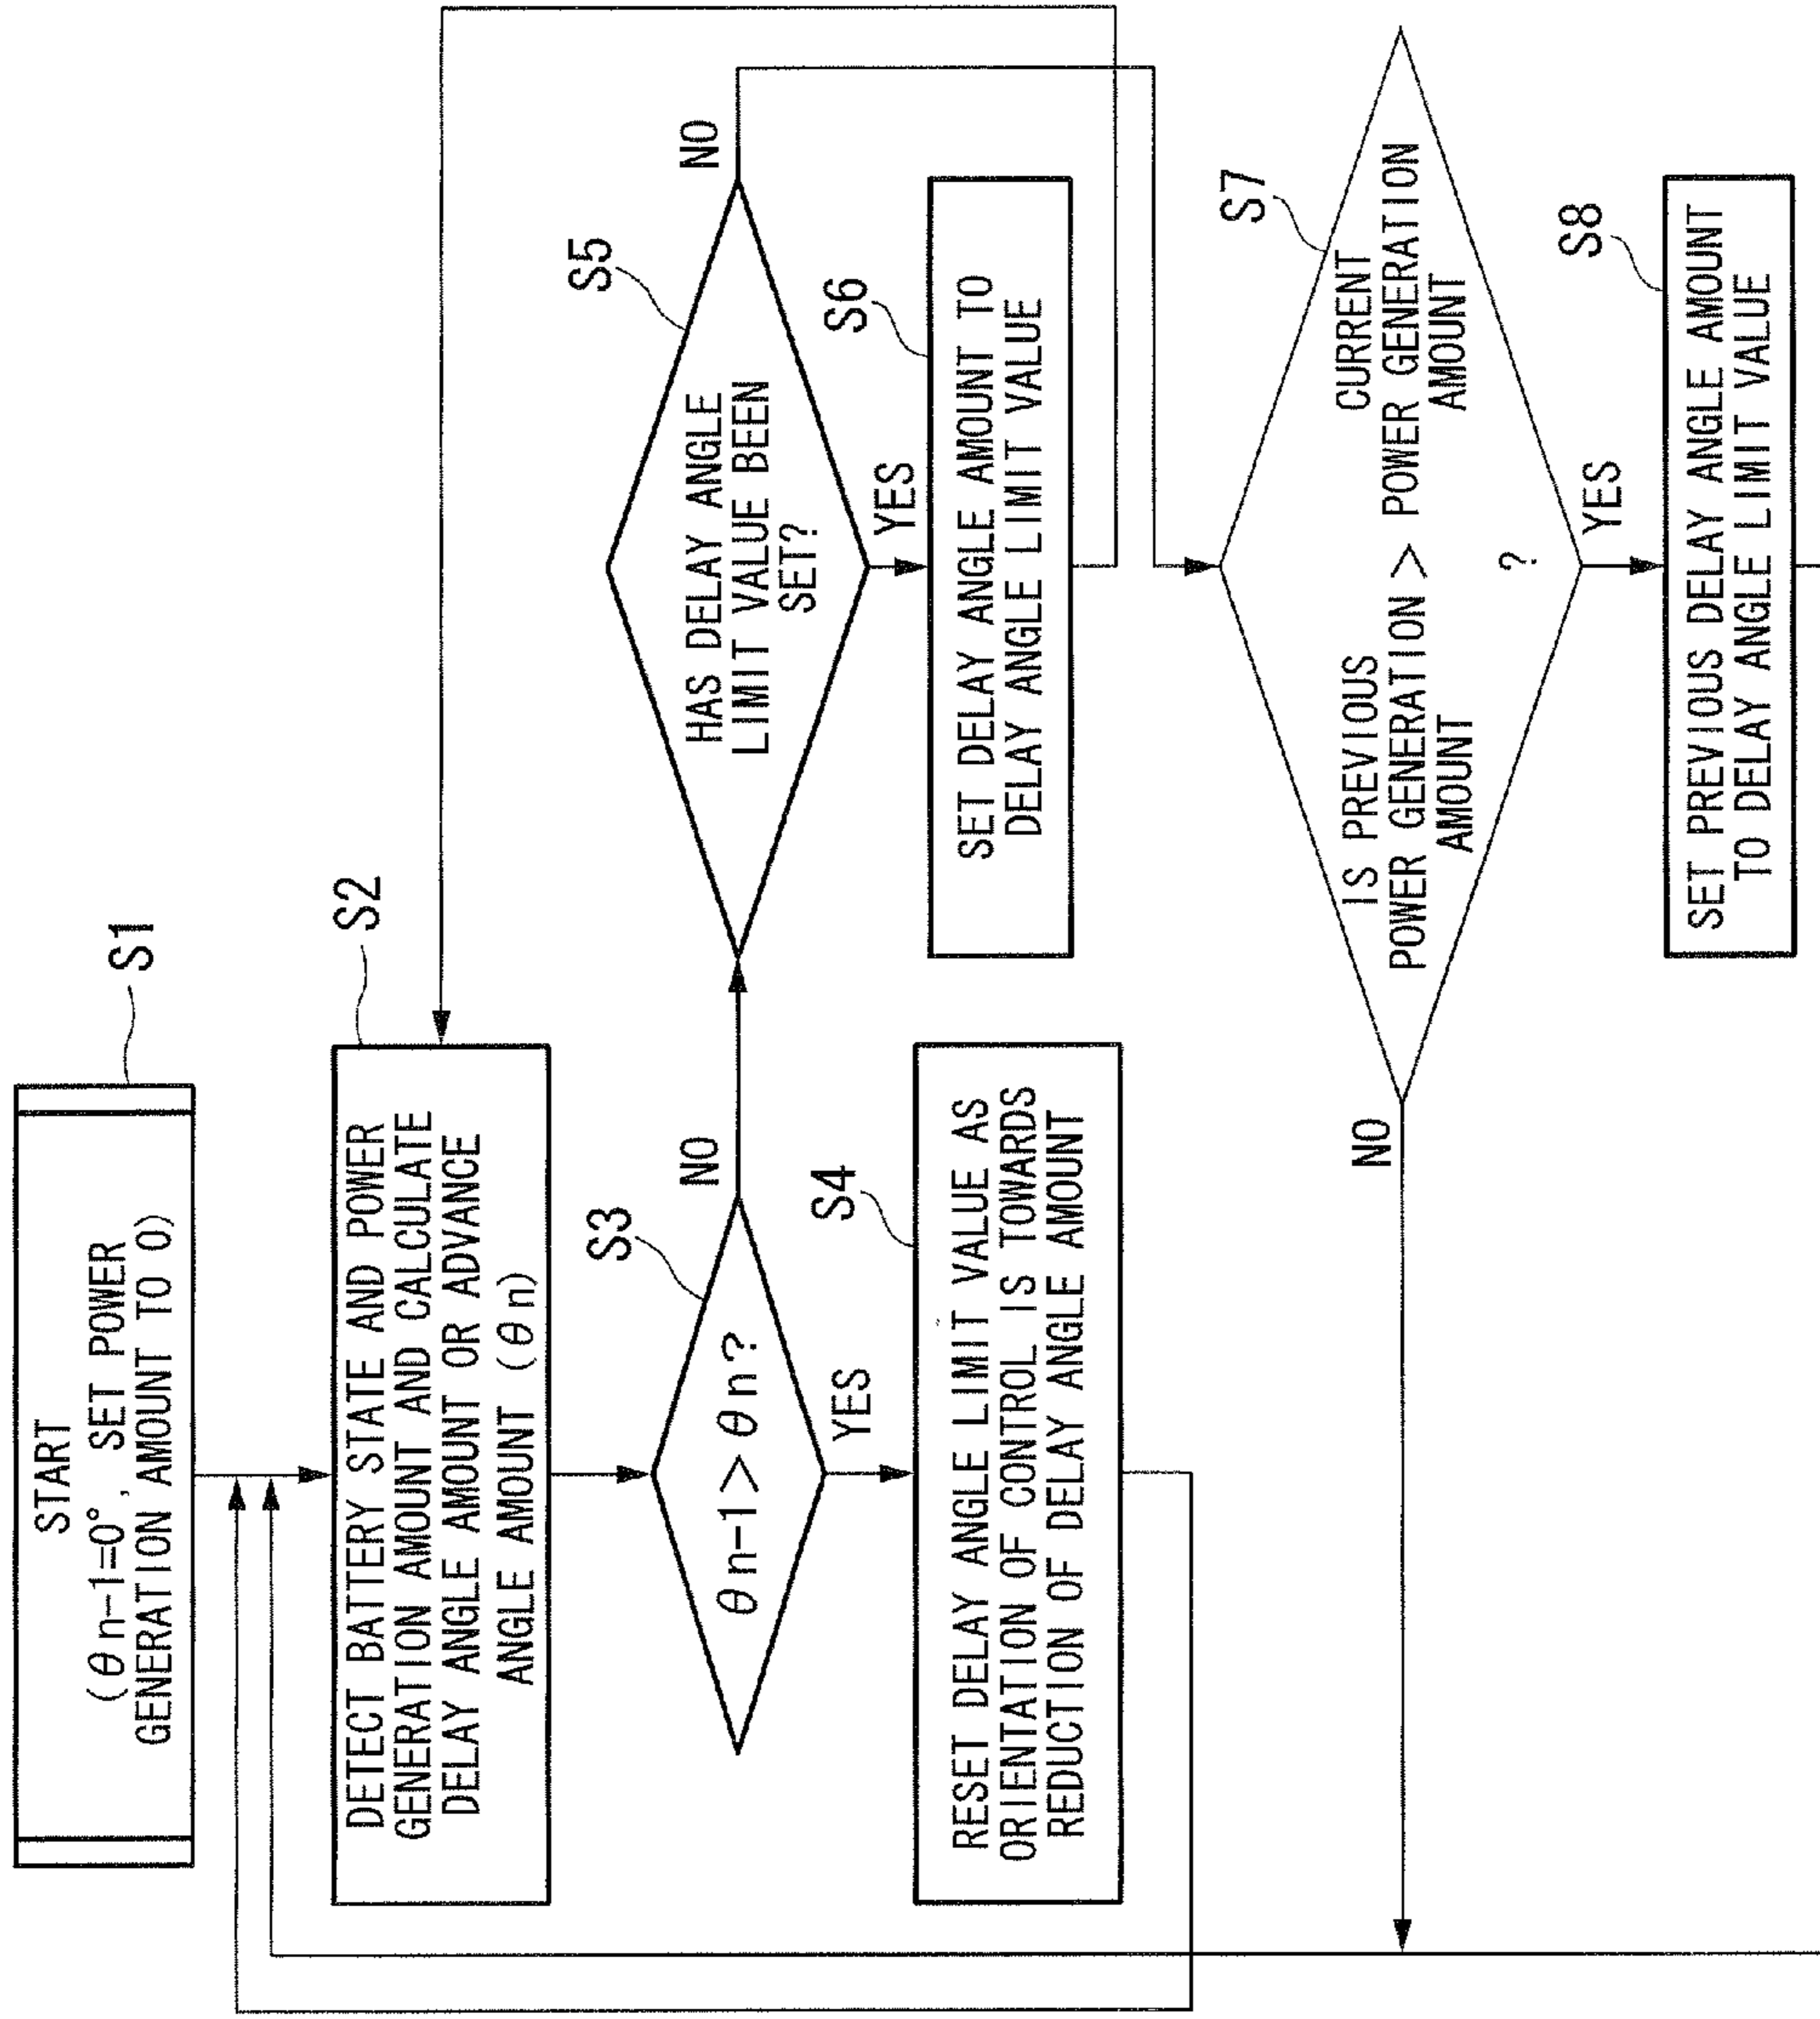 START
(θn-1=0°, SET POWER
GENERATION AMOUNT TO 0)
S1
DETECT BATTERY STATE AND POWER
GENERATION AMOUNT AND CALCULATE
DELAY ANGLE AMOUNT OR ADVANCE
ANGLE AMOUNT (θn)
S2
θn-1>θn?
S3
NO
YES
RESET DELAY ANGLE LIMIT VALUE AS
ORIENTATION OF CONTROL IS TOWARDS
REDUCTION OF DELAY ANGLE AMOUNT
S4
HAS DELAY ANGLE
LIMIT VALUE BEEN
SET?
S5
NO
YES
SET DELAY ANGLE AMOUNT TO
DELAY ANGLE LIMIT VALUE
S6
IS PREVIOUS CURRENT
POWER GENERATION > POWER GENERATION
AMOUNT AMOUNT
?
S7
NO
YES
SET PREVIOUS DELAY ANGLE AMOUNT
TO DELAY ANGLE LIMIT VALUE
S8